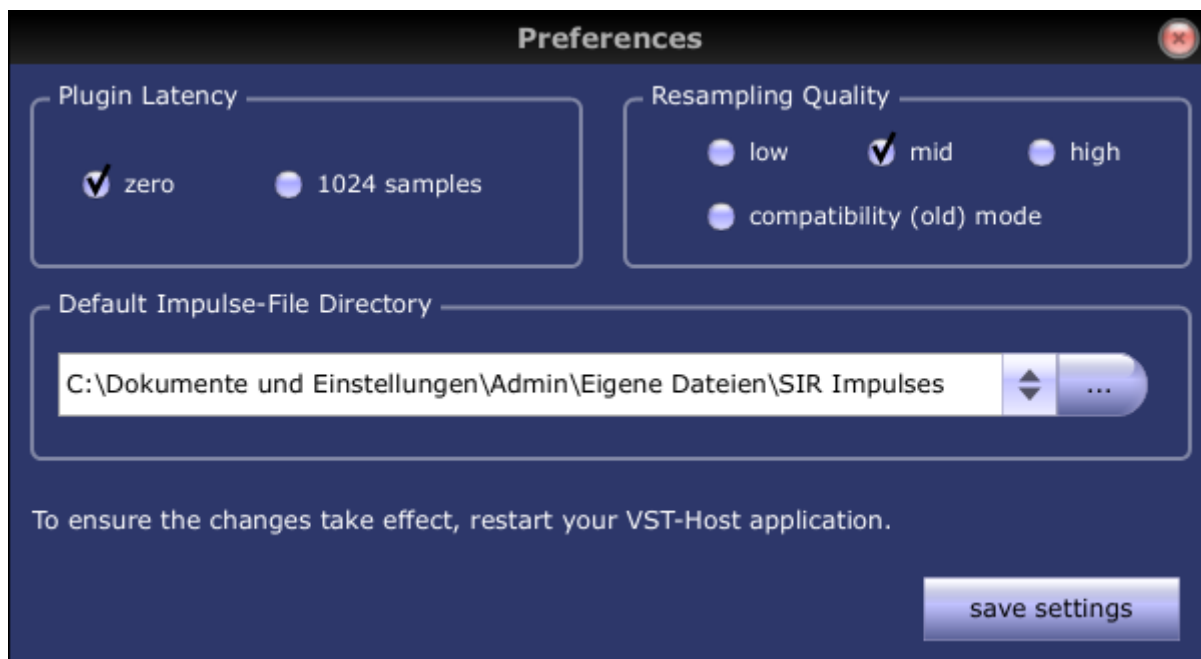 Preferences
Plugin Latency
zero
1024 samples
Resampling Quality
low
mid
high
compatibility (old) mode
Default Impulse-File Directory
C:\Dokumente und Einstellungen\Admin\Eigene Dateien\SIR Impulses
...
To ensure the changes take effect, restart your VST-Host application.
save settings